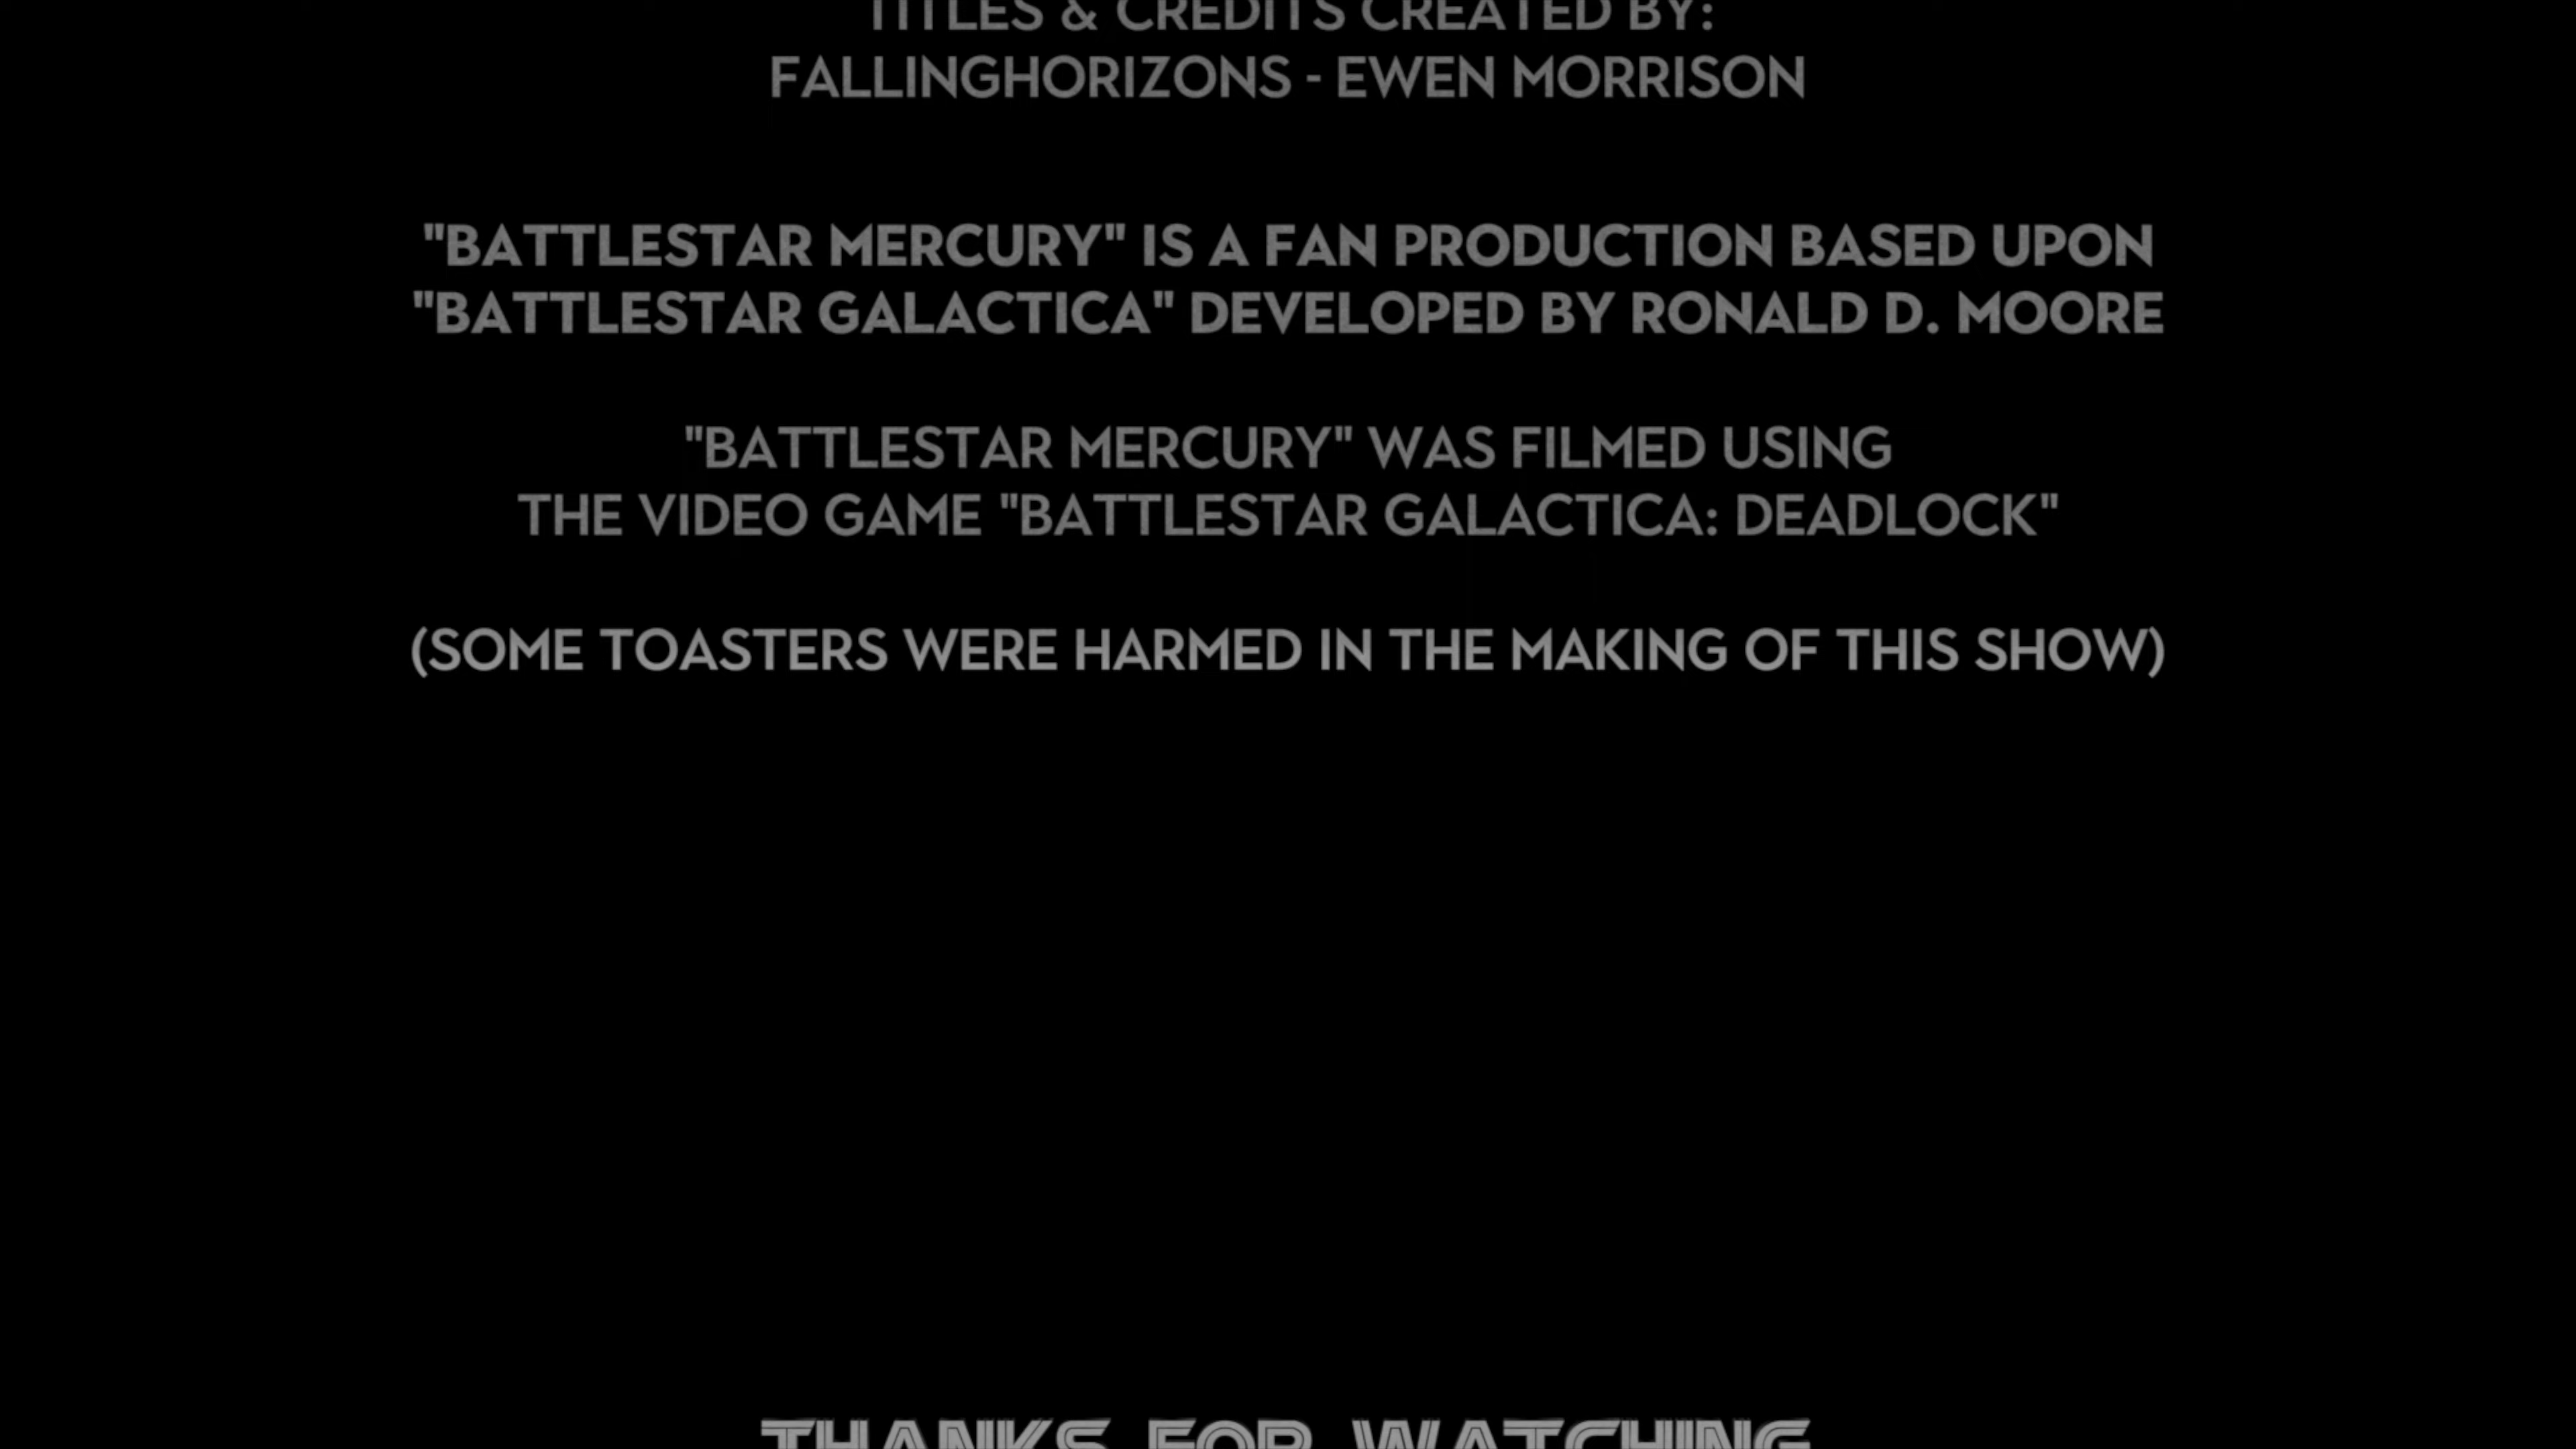 TITLES & CREDITS CREATED BY:
FALLINGHORIZONS - EWEN MORRISON
"BATTLESTAR MERCURY" IS A FAN PRODUCTION BASED UPON
"BATTLESTAR GALACTICA" DEVELOPED BY RONALD D. MOORE
"BATTLESTAR MERCURY" WAS FILMED USING
THE VIDEO GAME "BATTLESTAR GALACTICA: DEADLOCK"
(SOME TOASTERS WERE HARMED IN THE MAKING OF THIS SHOW)
THANKS FOR WATCHING